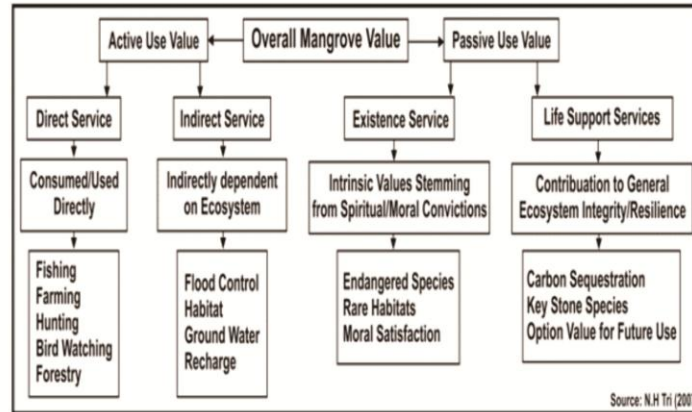 Overall Mangrove Value
Active Use Value
Passive Use Value
Direct Service
Indirect Service
Existence Service
Life Support Services
Consumed/Used
Directly
Indirectly dependent
on Ecosystem
Intrinsic Values Stemming
from Spiritual/Moral Convictions
Contribuation to General
Ecosystem Integrity/Resilience
Fishing
Farming
Hunting
Bird Watching
Forestry
Flood Control
Habitat
Ground Water
Recharge
Endangered Species
Rare Habitats
Moral Satisfaction
Carbon Sequestration
Key Stone Species
Option Value for Future Use
Source: N.H Tri